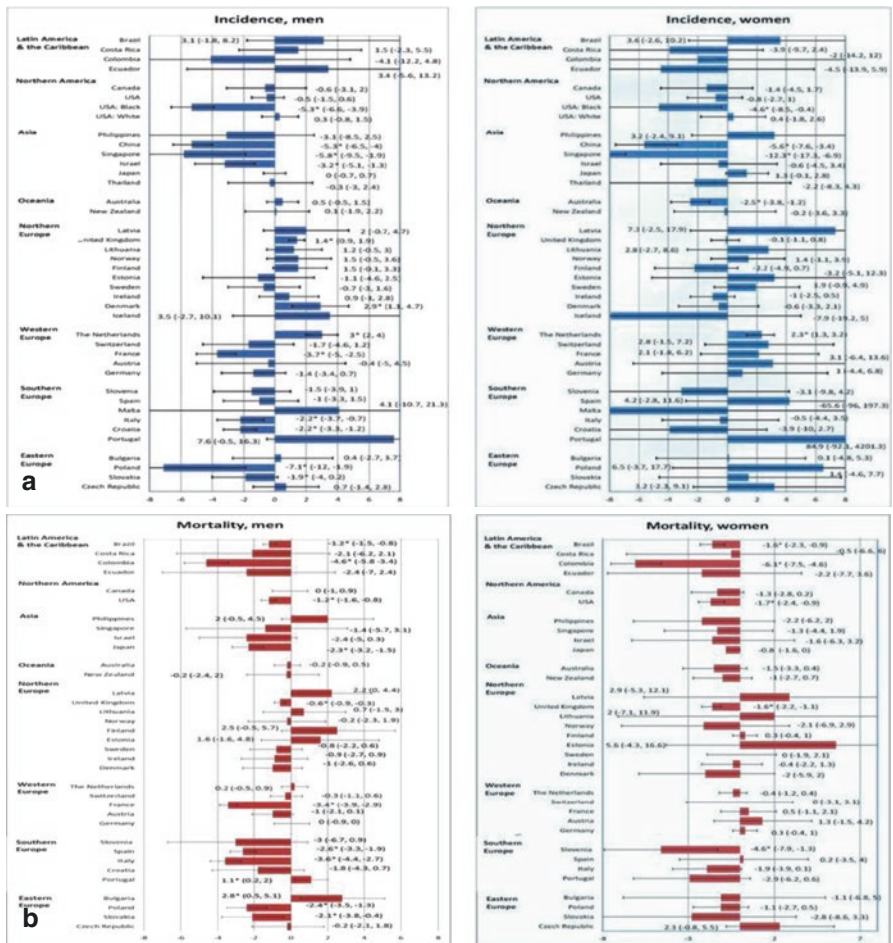 Incidence, men
Latin America & the Caribbean
Brazil 3.1 (-1.8, 8.2)
Costa Rica 1.5 (-2.3, 5.5)
Colombia -4.1 (-12.2, 4.8)
Ecuador 3.4 (-5.6, 13.2)
Northern America
Canada -0.6 (-3.1, 2)
USA -0.5 (-1.5, 0.6)
USA: Black -5.3* (-6.6, -3.9)
USA: White 0.3 (-0.8, 1.5)
Asia
Philippines -3.1 (-8.5, 2.5)
China -5.3* (-6.5, -4)
Singapore -5.8* (-9.5, -1.9)
Israel -3.2* (-5.1, -1.3)
Japan 0 (-0.7, 0.7)
Thailand -0.3 (-3, 2.4)
Oceania
Australia 0.5 (-0.5, 1.5)
New Zealand 0.1 (-1.9, 2.2)
Northern Europe
Latvia 2 (-0.7, 4.7)
United Kingdom 1.4* (0.9, 1.9)
Lithuania 1.2 (-0.5, 3)
Norway 1.5 (-0.5, 3.6)
Finland 1.5 (-0.1, 3.3)
Estonia -1.1 (-4.6, 2.5)
Sweden -0.7 (-3, 1.6)
Ireland 0.9 (-1, 2.8)
Denmark 2.9* (1.1, 4.7)
Iceland 3.5 (-2.7, 10.1)
Western Europe
The Netherlands 3* (2, 4)
Switzerland -1.7 (-4.6, 1.2)
France -3.7* (-5, -2.5)
Austria -0.4 (-5, 4.5)
Germany -1.4 (-3.4, 0.7)
Southern Europe
Slovenia -1.5 (-3.9, 1)
Spain -1 (-3.3, 1.5)
Malta 4.1 (-10.7, 21.3)
Italy -2.2* (-3.7, -0.7)
Croatia -2.2* (-3.3, -1.2)
Portugal 7.6 (-0.5, 16.3)
Eastern Europe
Bulgaria 0.4 (-2.7, 3.7)
Poland -7.1* (-12, -1.9)
Slovakia -1.9* (-4, 0.2)
Czech Republic 0.7 (-1.4, 2.8)
-8 -6 -4 -2 0 2 4 6 8
a
Incidence, women
Latin America & the Caribbean
Brazil 3.6 (-2.6, 10.2)
Costa Rica -3.9 (-9.7, 2.4)
Colombia -2 (-14.2, 12)
Ecuador -4.5 (-13.9, 5.9)
Northern America
Canada -1.4 (-4.5, 1.7)
USA -0.8 (-2.7, 1)
USA: Black -4.6* (-8.5, -0.4)
USA: White 0.4 (-1.8, 2.6)
Asia
Philippines 3.2 (-2.4, 9.1)
China -5.6* (-7.6, -3.4)
Singapore -12.3* (-17.3, -6.9)
Israel -0.6 (-4.5, 3.4)
Japan 1.3 (-0.1, 2.8)
Thailand -2.2 (-8.3, 4.3)
Oceania
Australia -2.5* (-3.8, -1.2)
New Zealand -0.2 (-3.6, 3.3)
Northern Europe
Latvia 7.3 (-2.5, 17.9)
United Kingdom -0.1 (-1.1, 0.8)
Lithuania 2.8 (-2.7, 8.6)
Norway 1.4 (-1.1, 3.9)
Finland -2.2 (-4.9, 0.7)
Estonia -3.2 (-5.1, 12.3)
Sweden 1.9 (-0.9, 4.9)
Ireland -1 (-2.5, 0.5)
Denmark -0.6 (-3.3, 2.1)
Iceland -7.9 (-19.2, 5)
Western Europe
The Netherlands 2.3* (1.3, 3.2)
Switzerland 2.8 (-1.5, 7.2)
France 2.1 (-1.8, 6.2)
Austria 3.1 (-6.4, 13.6)
Germany (-4.4, 6.8)
Southern Europe
Slovenia -3.1 (-9.8, 4.2)
Spain 4.2 (-2.8, 11.6)
Malta -65.6 (-96, 197.3)
Italy -0.5 (-4.4, 3.5)
Croatia -3.9 (-10, 2.7)
Portugal 84.9 (-92.1, 4201.3)
Eastern Europe
Bulgaria 0.1 (-4.8, 5.3)
Poland 6.5 (-3.7, 17.7)
Slovakia 1.4 (-4.6, 7.7)
Czech Republic 3.2 (-2.3, 9.1)
-8 -6 -4 -2 0 2 4 6 8
Mortality, men
Latin America & the Caribbean
Brazil -1.2* (-1.5, -0.8)
Costa Rica -2.1 (-6.2, 2.1)
Colombia -4.6* (-5.8 -3.4)
Ecuador -2.4 (-7, 2.4)
Northern America
Canada 0 (-1, 0.9)
USA -1.2* (-1.6, -0.8)
Asia
Philippines 2 (-0.5, 4.5)
Singapore -1.4 (-5.7, 3.1)
Israel -2.4 (-5, 0.3)
Japan -2.3* (-3.2, -1.5)
Oceania
Australia -0.2 (-0.9, 0.5)
New Zealand -0.2 (-2.4, 2)
Northern Europe
Latvia 2.2 (0, 4.4)
United Kingdom -0.6* (-0.9, -0.3)
Lithuania 0.7 (-1.5, 3)
Norway -0.2 (-2.3, 1.9)
Finland 2.5 (-0.5, 5.7)
Estonia 1.6 (-1.6, 4.8)
Sweden -0.8 (-2.2, 0.6)
Ireland -0.9 (-2.7, 0.9)
Denmark -1 (-2.6, 0.6)
Western Europe
The Netherlands 0.2 (-0.5, 0.9)
Switzerland -0.3 (-1.1, 0.6)
France -3.4* (-3.9, -2.9)
Austria -1 (-2.1, 0.1)
Germany 0 (-0.9, 0)
Southern Europe
Slovenia -3 (-6.7, 0.9)
Spain -2.6* (-3.3, -1.9)
Italy -3.6* (-4.4, -2.7)
Croatia -1.8 (-4.3, 0.7)
Portugal 1.1* (0.2, 2)
Eastern Europe
Bulgaria 2.8* (0.5, 5.1)
Poland -2.4* (-3.5, -1.3)
Slovakia -2.1* (-3.8, -0.4)
Czech Republic -0.2 (-2.1, 1.8)
-8 -6 -4 -2 0 2 4 6 8
b
Mortality, women
Latin America & the Caribbean
Brazil -1.6* (-2.3, -0.9)
Costa Rica -0.5 (-6.6, 6)
Colombia -6.1* (-7.5, -4.6)
Ecuador -2.2 (-7.7, 3.6)
Northern America
Canada -1.3 (-2.8, 0.2)
USA -1.7* (-2.4, -0.9)
Asia
Philippines -2.2 (-6.2, 2)
Singapore -1.3 (-4.4, 1.9)
Israel -1.6 (-6.3, 3.2)
Japan -0.8 (-1.6, 0)
Oceania
Australia -1.5 (-3.3, 0.4)
New Zealand -1 (-2.7, 0.7)
Northern Europe
Latvia 2.9 (-5.3, 12.1)
United Kingdom -1.6* (-2.2, -1.1)
Lithuania 2 (-7.1, 11.9)
Norway -2.1 (-6.9, 2.9)
Finland 0.3 (-0.4, 1)
Estonia 5.6 (-4.3, 16.6)
Sweden 0 (-1.9, 2.1)
Ireland -0.4 (-2.2, 1.3)
Denmark -2 (-5.9, 2)
Western Europe
The Netherlands -0.4 (-1.2, 0.4)
Switzerland 0 (-3.1, 3.1)
France 0.5 (-1.1, 2.1)
Austria 1.3 (-1.5, 4.2)
Germany 0.3 (-0.4, 1)
Southern Europe
Slovenia -4.6* (-7.9, -1.3)
Spain 0.2 (-3.5, 4)
Italy -1.9 (-3.9, 0.1)
Portugal -2.9 (-6.2, 0.6)
Eastern Europe
Bulgaria -1.1 (-6.8, 5)
Poland -1.1 (-2.7, 0.5)
Slovakia -2.8 (-8.6, 3.3)
Czech Republic 2.3 (-0.8, 5.5)
-8 -3 2 7